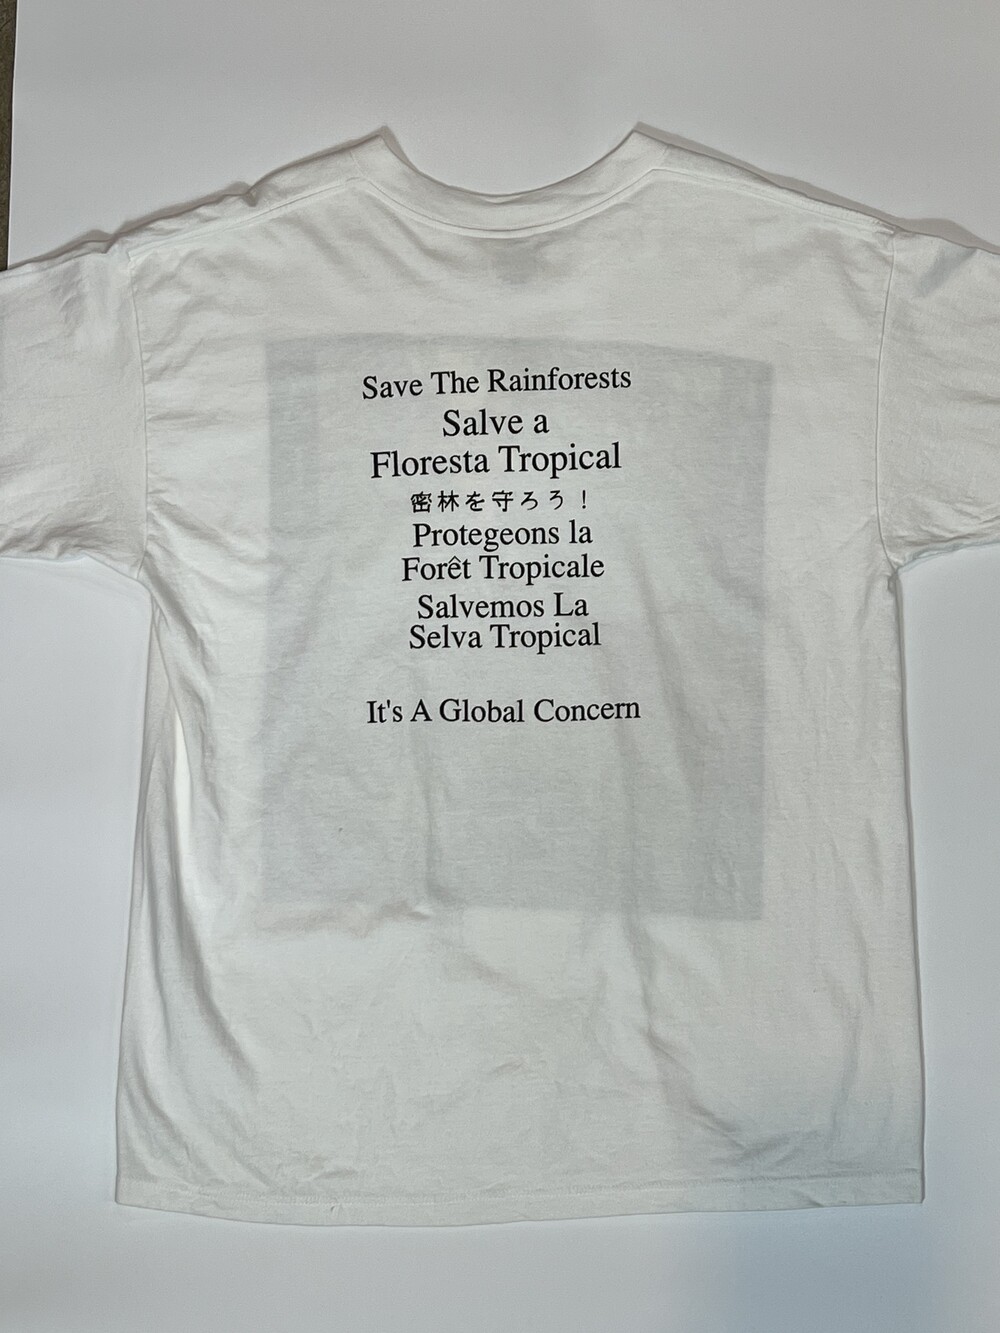 Save The Rainforests
Salve a
Floresta Tropical
密林を守ろう！
Protegeons la
Forêt Tropicale
Salvemos La
Selva Tropical
It's A Global Concern